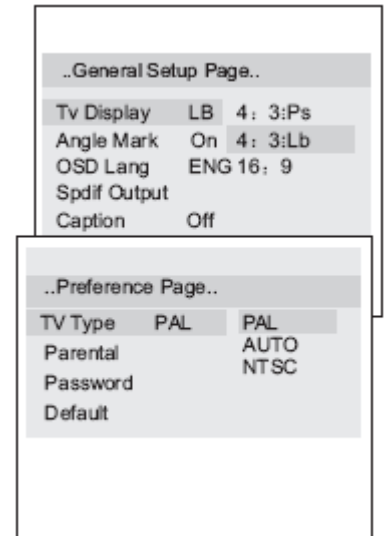 ..General Setup Page..
Tv Display LB 4: 3:Ps
Angle Mark On 4: 3:Lb
OSD Lang ENG 16: 9
Spdif Output
Caption Off
..Preference Page..
TV Type PAL PAL
Parental AUTO
Password NTSC
Default